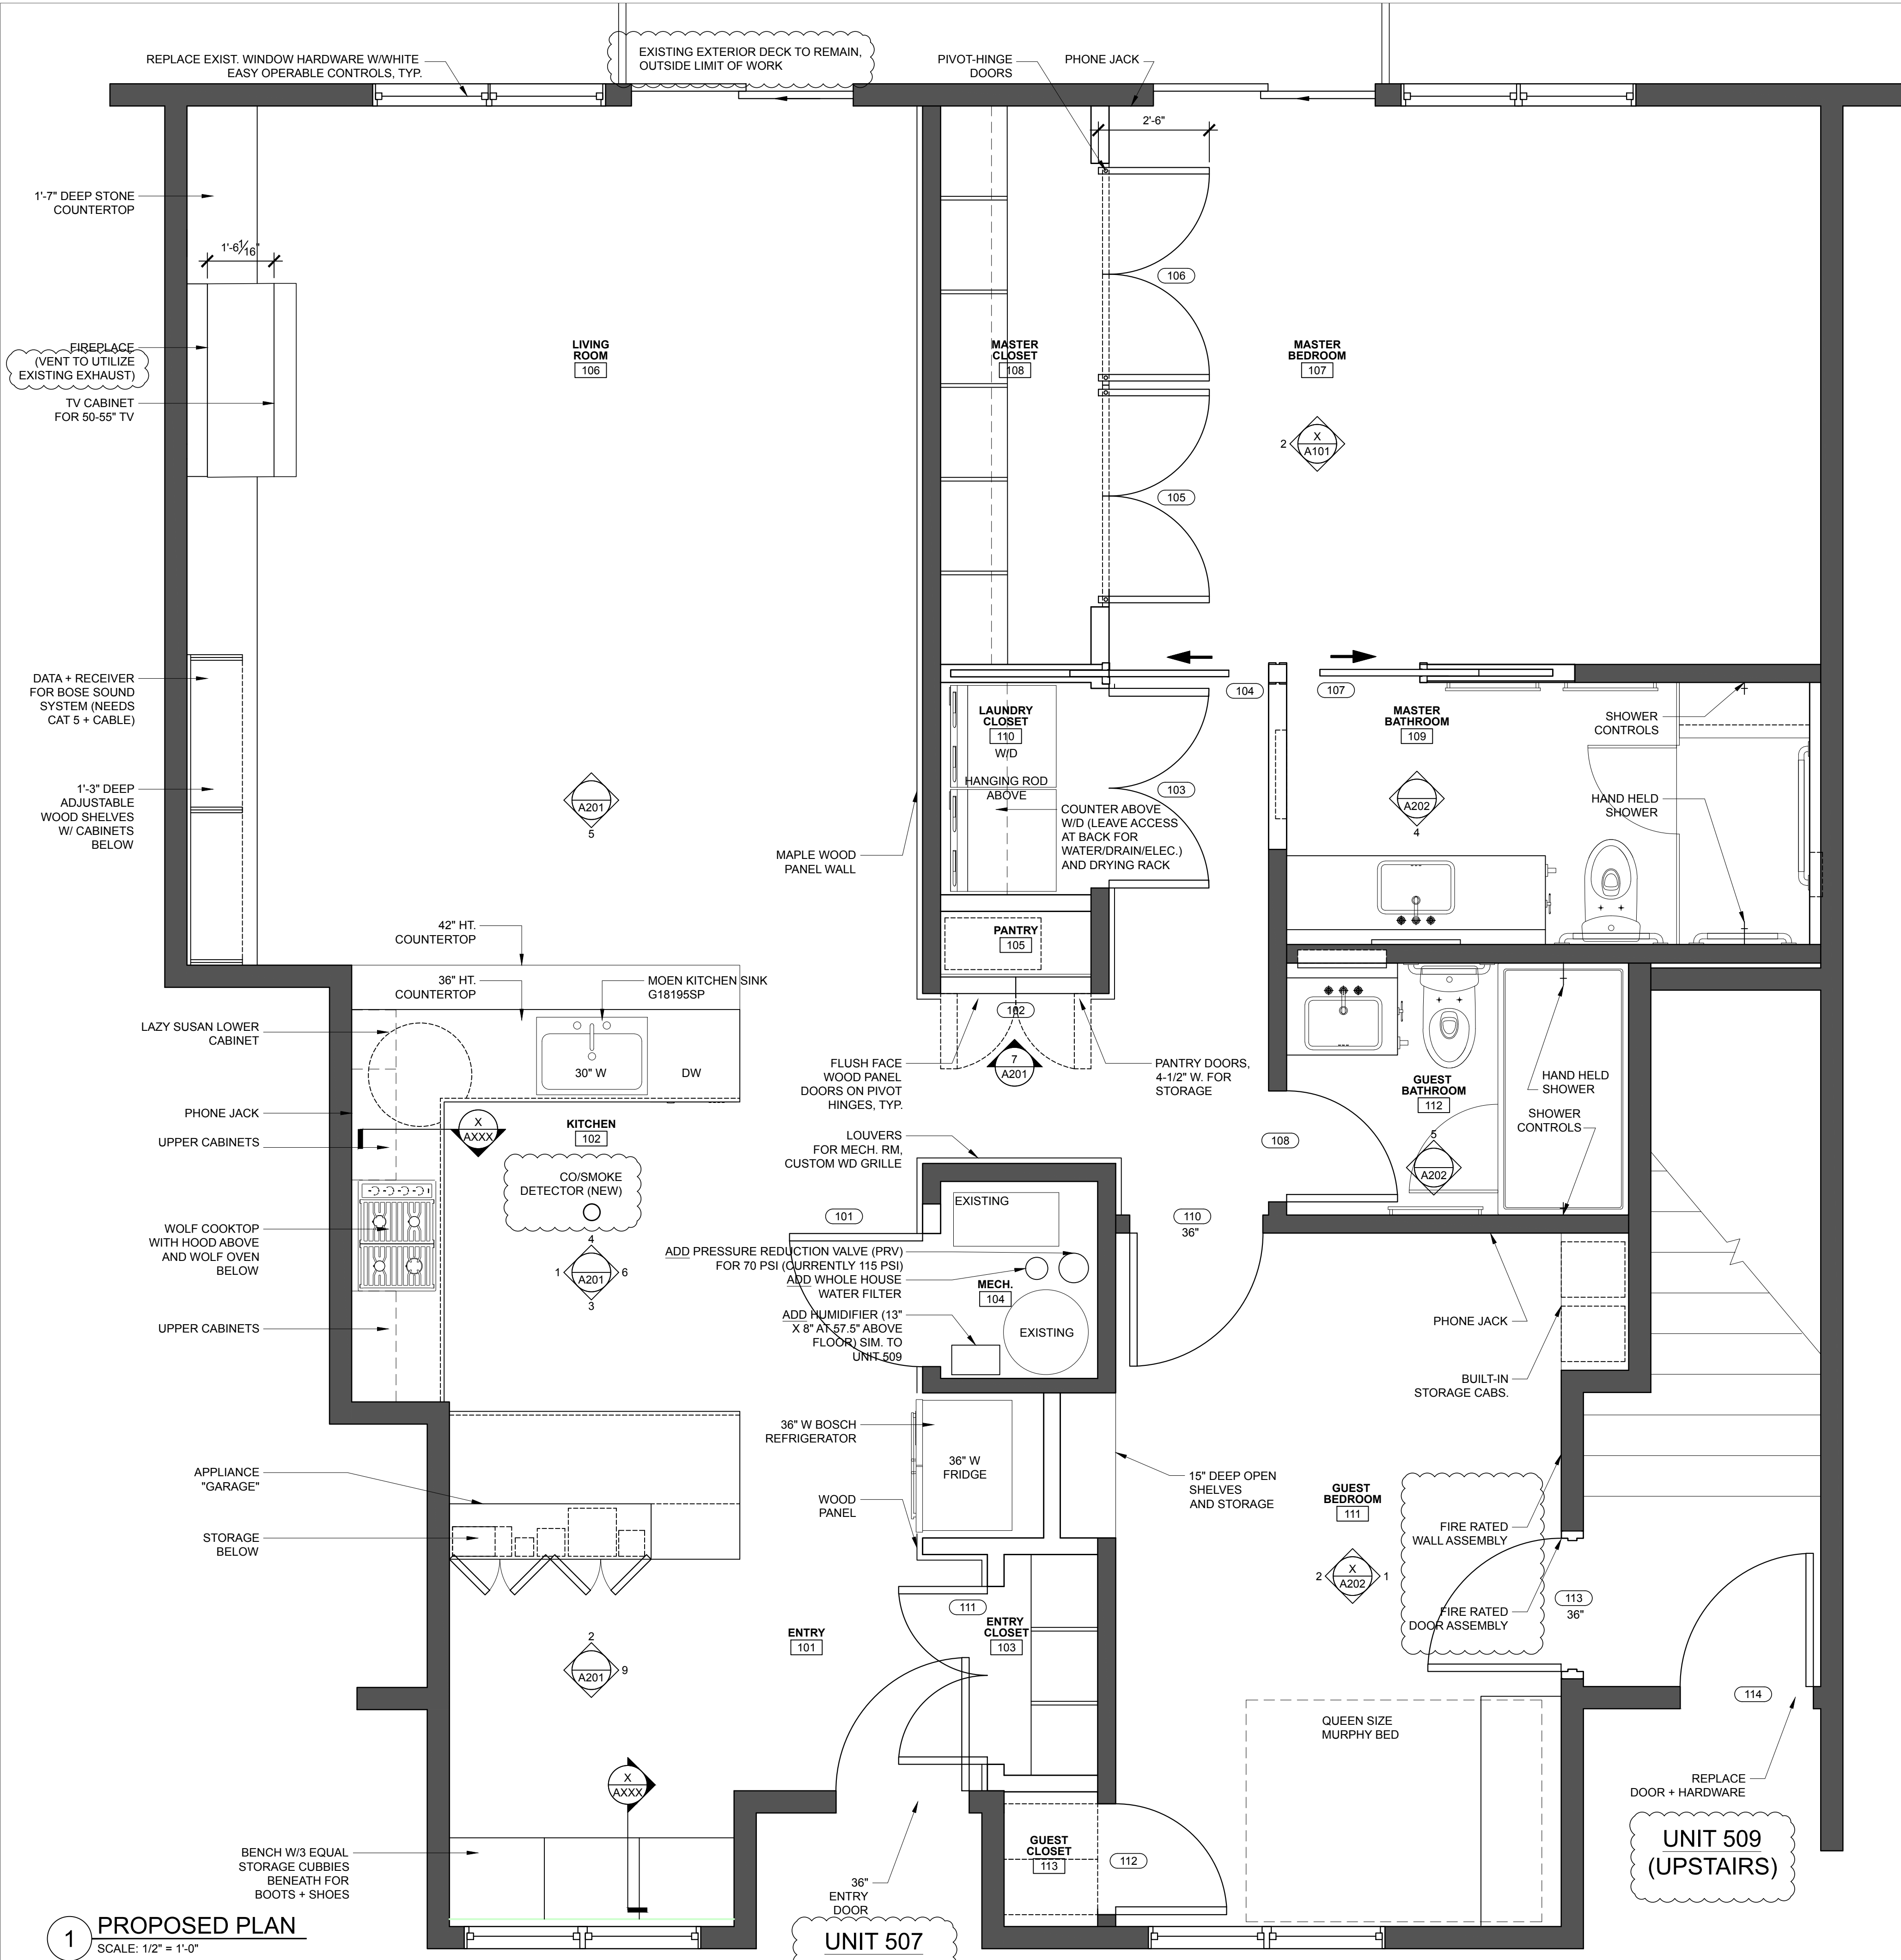 REPLACE EXIST. WINDOW HARDWARE W/WHITE
EASY OPERABLE CONTROLS, TYP.
EXISTING EXTERIOR DECK TO REMAIN,
OUTSIDE LIMIT OF WORK
PIVOT-HINGE
DOORS
PHONE JACK
2'-6"
1'-7" DEEP STONE
COUNTERTOP
1'-6 1/16"
FIREPLACE
(VENT TO UTILIZE
EXISTING EXHAUST)
TV CABINET
FOR 50-55" TV
LIVING
ROOM
106
MASTER
CLOSET
108
106
MASTER
BEDROOM
107
2
X
A101
105
DATA + RECEIVER
FOR BOSE SOUND
SYSTEM (NEEDS
CAT 5 + CABLE)
1'-3" DEEP
ADJUSTABLE
WOOD SHELVES
W/ CABINETS
BELOW
A201
5
MAPLE WOOD
PANEL WALL
LAUNDRY
CLOSET
110
W/D
HANGING ROD
ABOVE
COUNTER ABOVE
W/D (LEAVE ACCESS
AT BACK FOR
WATER/DRAIN/ELEC.)
AND DRYING RACK
103
104
107
MASTER
BATHROOM
109
A202
4
SHOWER
CONTROLS
HAND HELD
SHOWER
42" HT.
COUNTERTOP
36" HT.
COUNTERTOP
MOEN KITCHEN SINK
G18195SP
PANTRY
105
102
7
A201
LAZY SUSAN LOWER
CABINET
30" W
DW
FLUSH FACE
WOOD PANEL
DOORS ON PIVOT
HINGES, TYP.
PANTRY DOORS,
4-1/2" W. FOR
STORAGE
GUEST
BATHROOM
112
5
A202
HAND HELD
SHOWER
SHOWER
CONTROLS
PHONE JACK
UPPER CABINETS
X
AXXX
KITCHEN
102
CO/SMOKE
DETECTOR (NEW)
LOUVERS
FOR MECH. RM,
CUSTOM WD GRILLE
108
WOLF COOKTOP
WITH HOOD ABOVE
AND WOLF OVEN
BELOW
4
1
A201
6
3
101
EXISTING
110
36"
ADD PRESSURE REDUCTION VALVE (PRV)
FOR 70 PSI (CURRENTLY 115 PSI)
ADD WHOLE HOUSE
WATER FILTER
MECH.
104
ADD HUMIDIFIER (13"
X 8" AT 57.5" ABOVE
FLOOR) SIM. TO
UNIT 509
EXISTING
UPPER CABINETS
PHONE JACK
BUILT-IN
STORAGE CABS.
36" W BOSCH
REFRIGERATOR
36" W
FRIDGE
APPLIANCE
"GARAGE"
WOOD
PANEL
15" DEEP OPEN
SHELVES
AND STORAGE
GUEST
BEDROOM
111
FIRE RATED
WALL ASSEMBLY
STORAGE
BELOW
2
X
A202
1
FIRE RATED
DOOR ASSEMBLY
113
36"
2
A201
9
ENTRY
101
111
ENTRY
CLOSET
103
114
QUEEN SIZE
MURPHY BED
X
AXXX
REPLACE
DOOR + HARDWARE
UNIT 509
(UPSTAIRS)
BENCH W/3 EQUAL
STORAGE CUBBIES
BENEATH FOR
BOOTS + SHOES
36"
ENTRY
DOOR
GUEST
CLOSET
113
112
UNIT 507
1
PROPOSED PLAN
SCALE: 1/2" = 1'-0"